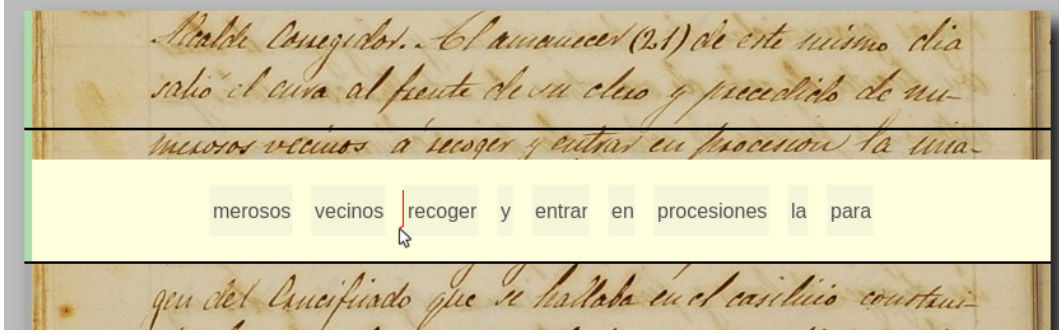 Alcalde Corregidor. Al amanecer (21) de este mismo dia
salió el cura al frente de su clero y precedido de nu-
merosos vecinos á recoger y entrar en procesion la ima-
merosos vecinos recoger y entrar en procesiones la para
gen del Crucificado que se hallaba en el casilicio construi-